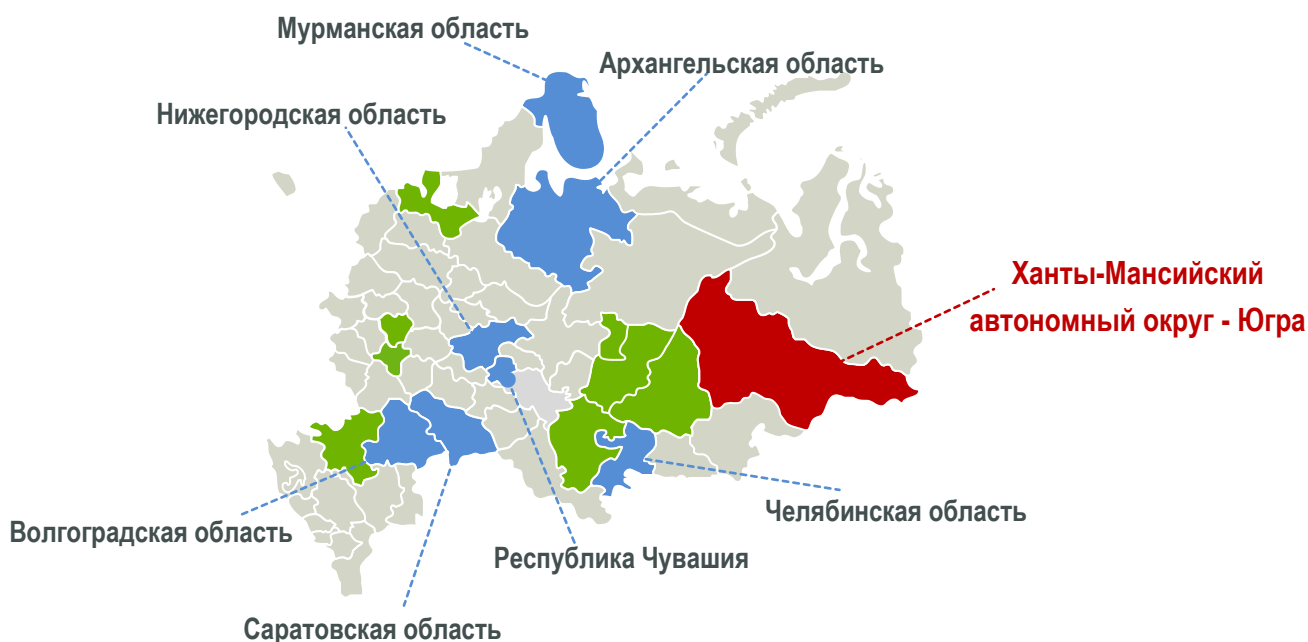 Мурманская область
Архангельская область
Нижегородская область
Ханты-Мансийский
автономный округ - Югра
Челябинская область
Волгоградская область
Республика Чувашия
Саратовская область